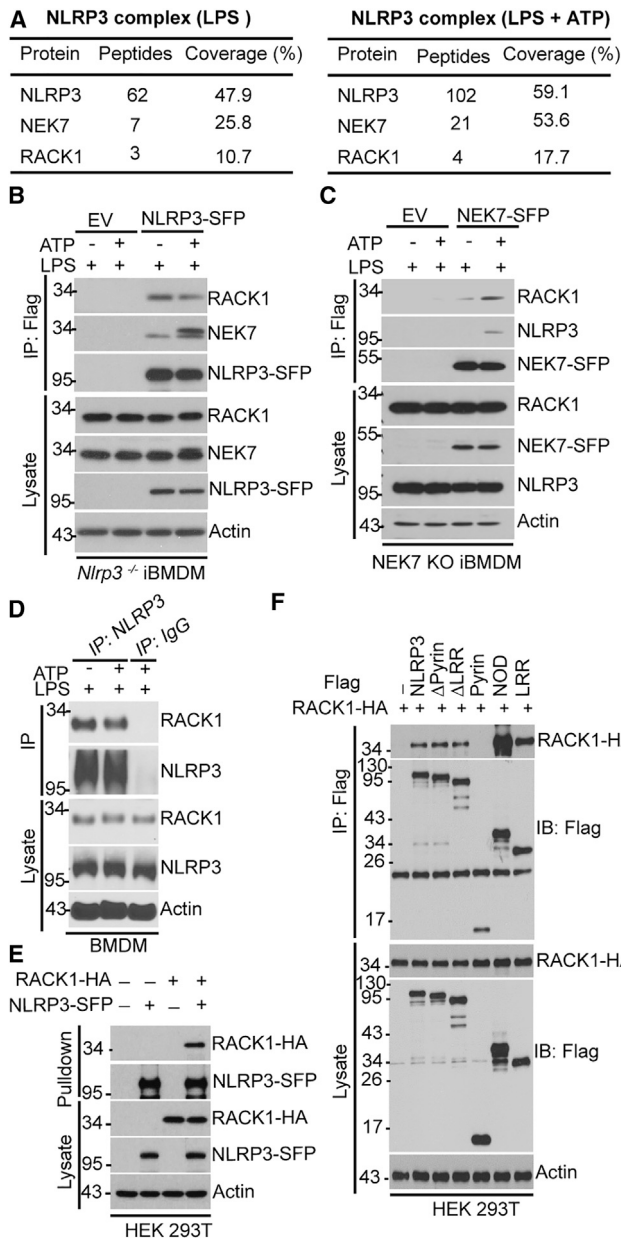 A
NLRP3 complex (LPS )
Protein Peptides Coverage (%)
NLRP3 62 47.9
NEK7 7 25.8
RACK1 3 10.7
NLRP3 complex (LPS + ATP)
Protein Peptides Coverage (%)
NLRP3 102 59.1
NEK7 21 53.6
RACK1 4 17.7
B
EV NLRP3-SFP
ATP - + - +
LPS + + + +
IP: Flag
34 RACK1
34 NEK7
95 NLRP3-SFP
Lysate
34 RACK1
34 NEK7
95 NLRP3-SFP
43 Actin
Nlrp3 -/- iBMDM
C
EV NEK7-SFP
ATP - + - +
LPS + + + +
IP: Flag
34 RACK1
95 NLRP3
55 NEK7-SFP
Lysate
34 RACK1
55 NEK7-SFP
95 NLRP3
43 Actin
NEK7 KO iBMDM
D
IP: NLRP3 IP: IgG
ATP - + +
LPS + + +
IP
34 RACK1
95 NLRP3
Lysate
34 RACK1
95 NLRP3
43 Actin
BMDM
E
RACK1-HA – – + +
NLRP3-SFP – + – +
Pulldown
34 RACK1-HA
95 NLRP3-SFP
Lysate
34 RACK1-HA
95 NLRP3-SFP
43 Actin
HEK 293T
F
Flag – NLRP3 ΔPyrin ΔLRR Pyrin NOD LRR
RACK1-HA + + + + + + +
IP: Flag
34 RACK1-H
130
95
43
34
26
17
IB: Flag
Lysate
34 RACK1-H
130
95
43
34
26
17
IB: Flag
43 Actin
HEK 293T